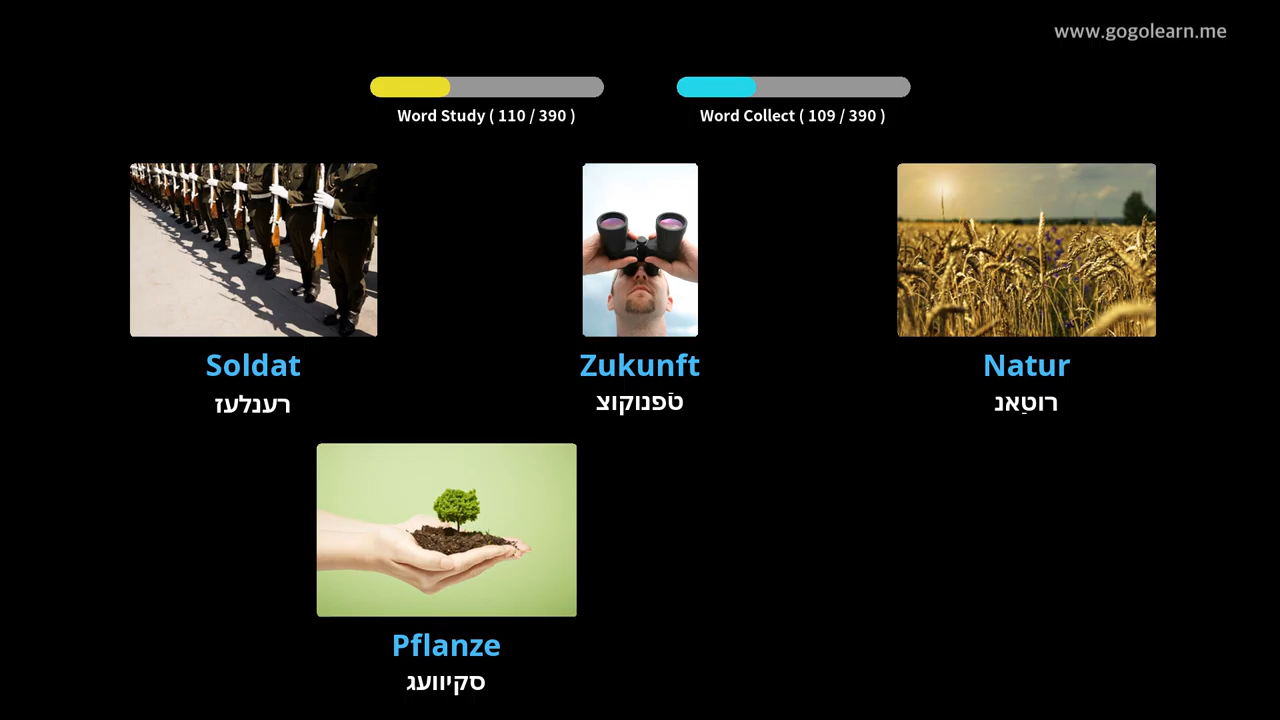 www.gogolearn.me
Word Study ( 110 / 390 )
Word Collect ( 109 / 390 )
Soldat
רענלעז
Zukunft
טֿפנוקוצ
Natur
רוטַאנ
Pflanze
סקיוועג